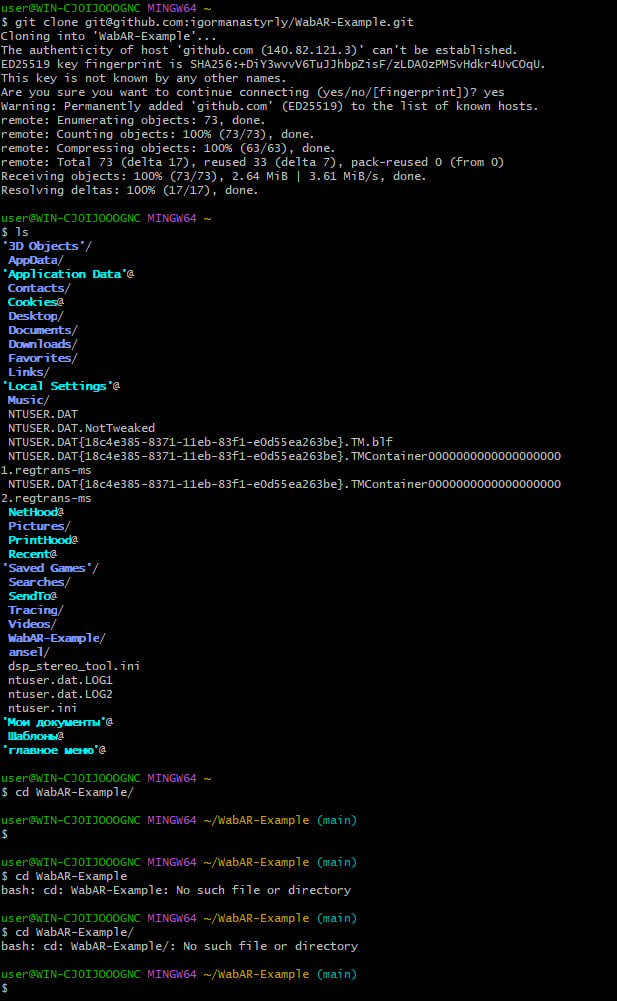 user@WIN-CJOIJOOOGNC MINGW64 ~
$ git clone git@github.com:igormanastyrly/WabAR-Example.git
Cloning into 'WabAR-Example'...
The authenticity of host 'github.com (140.82.121.3)' can't be established.
ED25519 key fingerprint is SHA256:+DiY3wvvV6TuJJhbpZisF/zLDA0zPMSvHdkr4UvCOqU.
This key is not known by any other names.
Are you sure you want to continue connecting (yes/no/[fingerprint])? yes
Warning: Permanently added 'github.com' (ED25519) to the list of known hosts.
remote: Enumerating objects: 73, done.
remote: Counting objects: 100% (73/73), done.
remote: Compressing objects: 100% (63/63), done.
remote: Total 73 (delta 17), reused 33 (delta 7), pack-reused 0 (from 0)
Receiving objects: 100% (73/73), 2.64 MiB | 3.61 MiB/s, done.
Resolving deltas: 100% (17/17), done.
user@WIN-CJOIJOOOGNC MINGW64 ~
$ ls
'3D Objects'/
AppData/
'Application Data'@
Contacts/
Cookies@
Desktop/
Documents/
Downloads/
Favorites/
Links/
'Local Settings'@
Music/
NTUSER.DAT
NTUSER.DAT.NotTweaked
NTUSER.DAT{18c4e385-8371-11eb-83f1-e0d55ea263be}.TM.blf
NTUSER.DAT{18c4e385-8371-11eb-83f1-e0d55ea263be}.TMContainer0000000000000000000
1.regtrans-ms
NTUSER.DAT{18c4e385-8371-11eb-83f1-e0d55ea263be}.TMContainer0000000000000000000
2.regtrans-ms
NetHood@
Pictures/
PrintHood@
Recent@
'Saved Games'/
Searches/
SendTo@
Tracing/
Videos/
WabAR-Example/
ansel/
dsp_stereo_tool.ini
ntuser.dat.LOG1
ntuser.dat.LOG2
ntuser.ini
'Мои документы'@
Шаблоны@
'главное меню'@
user@WIN-CJOIJOOOGNC MINGW64 ~
$ cd WabAR-Example/
user@WIN-CJOIJOOOGNC MINGW64 ~/WabAR-Example (main)
$
user@WIN-CJOIJOOOGNC MINGW64 ~/WabAR-Example (main)
$ cd WabAR-Example
bash: cd: WabAR-Example: No such file or directory
user@WIN-CJOIJOOOGNC MINGW64 ~/WabAR-Example (main)
$ cd WabAR-Example/
bash: cd: WabAR-Example/: No such file or directory
user@WIN-CJOIJOOOGNC MINGW64 ~/WabAR-Example (main)
$